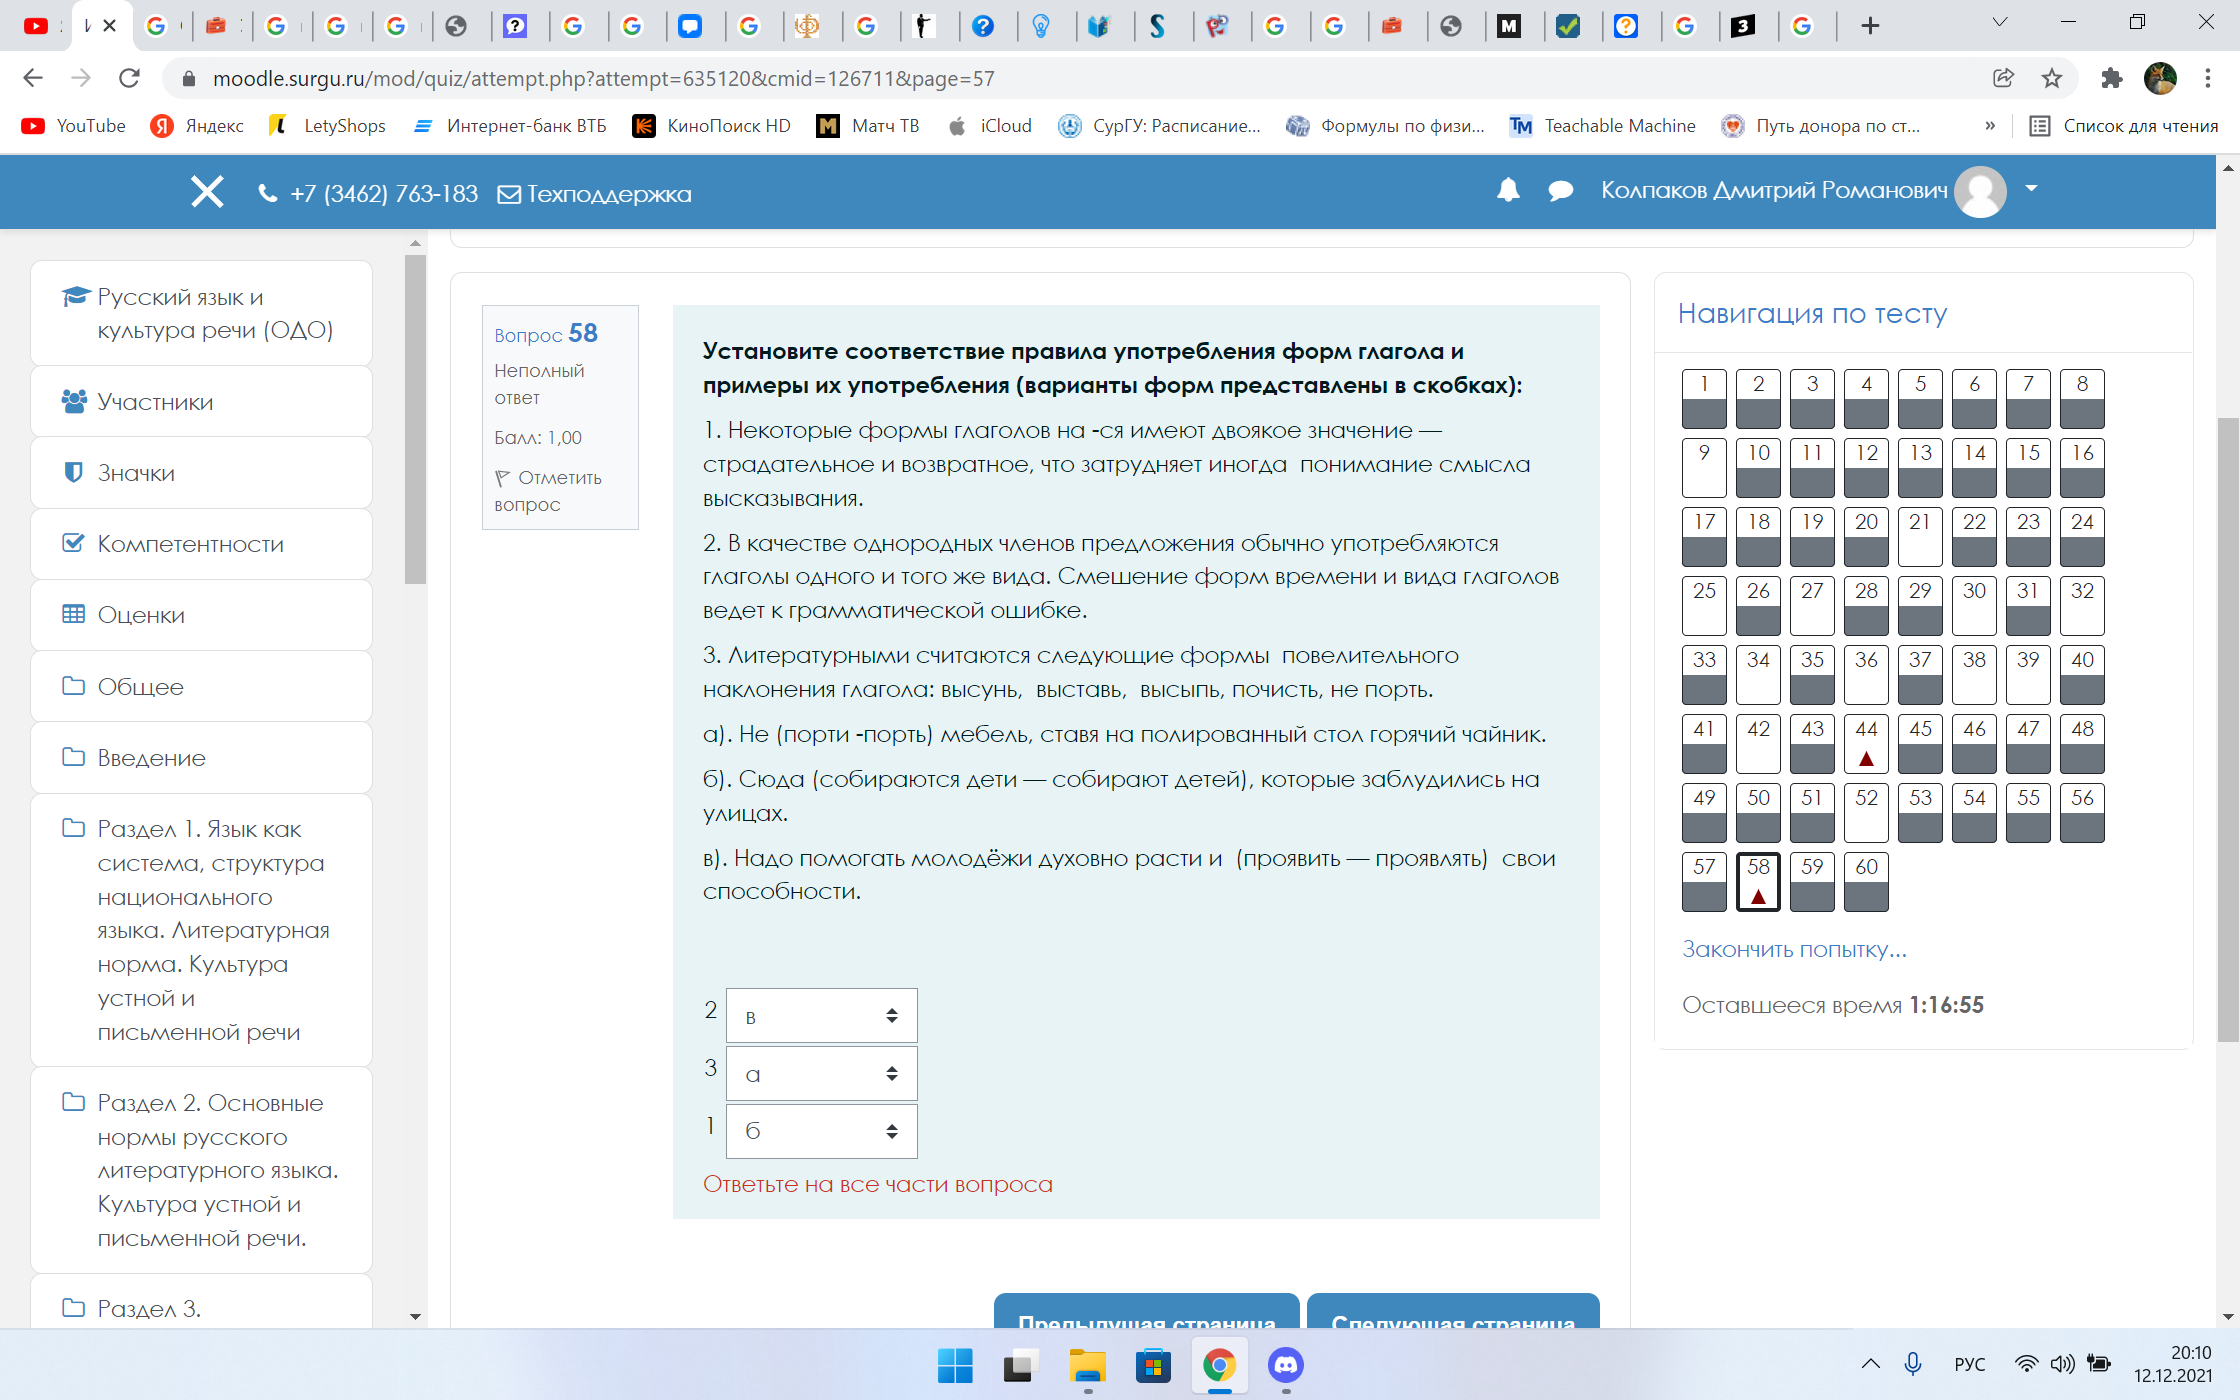 moodle.surgu.ru/mod/quiz/attempt.php?attempt=635120&cmid=126711&page=57
YouTube Яндекс LetyShops Интернет-банк ВТБ КиноПоиск HD Матч ТВ iCloud СурГУ: Расписание... Формулы по физи... Teachable Machine Путь донора по ст... » Список для чтения
+7 (3462) 763-183 Техподдержка Колпаков Дмитрий Романович
Русский язык и
культура речи (ОДО)
Участники
Значки
Компетентности
Оценки
Общее
Введение
Раздел 1. Язык как
система, структура
национального
языка. Литературная
норма. Культура
устной и
письменной речи
Раздел 2. Основные
нормы русского
литературного языка.
Культура устной и
письменной речи.
Раздел 3.
Вопрос 58
Неполный
ответ
Балл: 1,00
Отметить
вопрос
Установите соответствие правила употребления форм глагола и
примеры их употребления (варианты форм представлены в скобках):
1. Некоторые формы глаголов на -ся имеют двоякое значение —
страдательное и возвратное, что затрудняет иногда понимание смысла
высказывания.
2. В качестве однородных членов предложения обычно употребляются
глаголы одного и того же вида. Смешение форм времени и вида глаголов
ведет к грамматической ошибке.
3. Литературными считаются следующие формы повелительного
наклонения глагола: высунь, выставь, высыпь, почисть, не порть.
а). Не (порти -порть) мебель, ставя на полированный стол горячий чайник.
б). Сюда (собираются дети — собирают детей), которые заблудились на
улицах.
в). Надо помогать молодёжи духовно расти и (проявить — проявлять) свои
способности.
2 в
3 а
1 б
Ответьте на все части вопроса
Предыдущая страница Следующая страница
Навигация по тесту
1 2 3 4 5 6 7 8
9 10 11 12 13 14 15 16
17 18 19 20 21 22 23 24
25 26 27 28 29 30 31 32
33 34 35 36 37 38 39 40
41 42 43 44 45 46 47 48
49 50 51 52 53 54 55 56
57 58 59 60
Закончить попытку...
Оставшееся время 1:16:55
РУС
20:10
12.12.2021